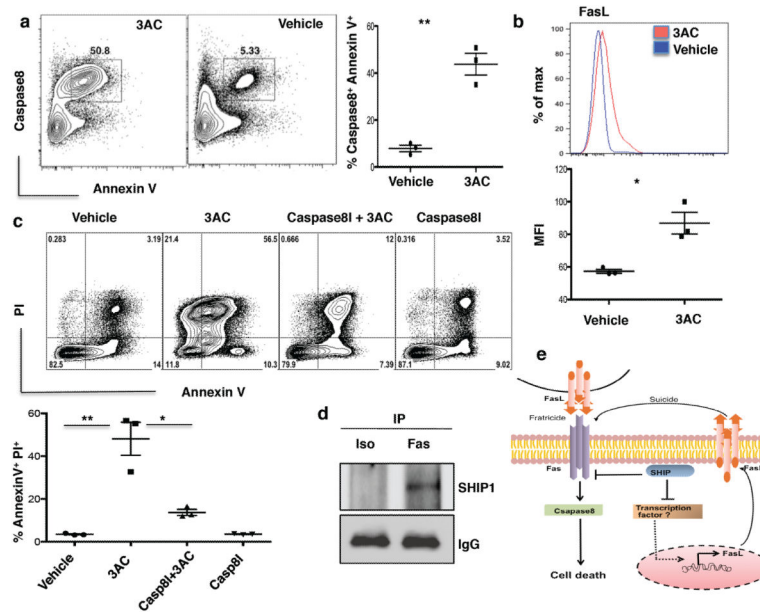 a
3AC
Vehicle
50.8
5.33
Caspase8
Annexin V
**
% Caspase8+ Annexin V+
60
40
20
0
Vehicle
3AC
b
FasL
3AC
Vehicle
% of max
*
MFI
100
80
60
40
Vehicle
3AC
c
Vehicle
3AC
Caspase8I + 3AC
Caspase8I
0.283
3.19
21.4
56.5
0.666
12
0.316
3.52
82.5
14
11.8
10.3
79.9
7.39
87.1
9.02
PI
Annexin V
% AnnexinV+ PI+
60
40
20
0
**
*
Vehicle
3AC
Casp8I+3AC
Casp8I
d
IP
Iso
Fas
SHIP1
IgG
e
FasL
Fratricide
Suicide
Fas
SHIP
Csapase8
Transcription
factor ?
FasL
Cell death